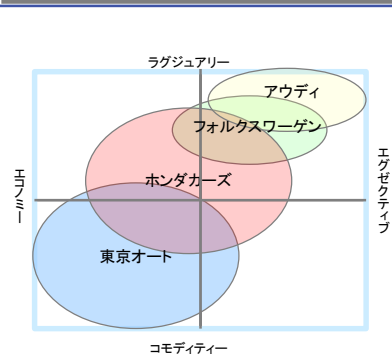 ラグジュアリー
アウディ
フォルクスワーゲン
ホンダカーズ
エコノミー
エグゼクティブ
東京オート
コモディティー